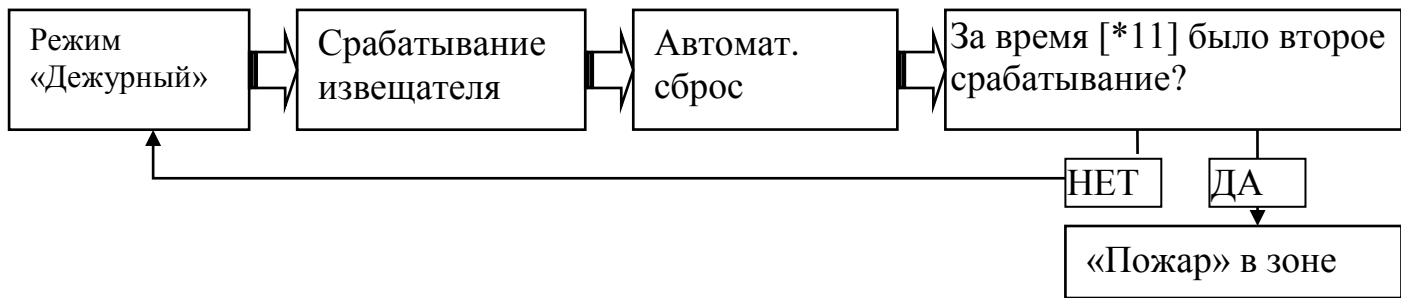 Режим
«Дежурный»
Срабатывание
извещателя
Автомат.
сброс
За время [*11] было второе
срабатывание?
НЕТ
ДА
«Пожар» в зоне